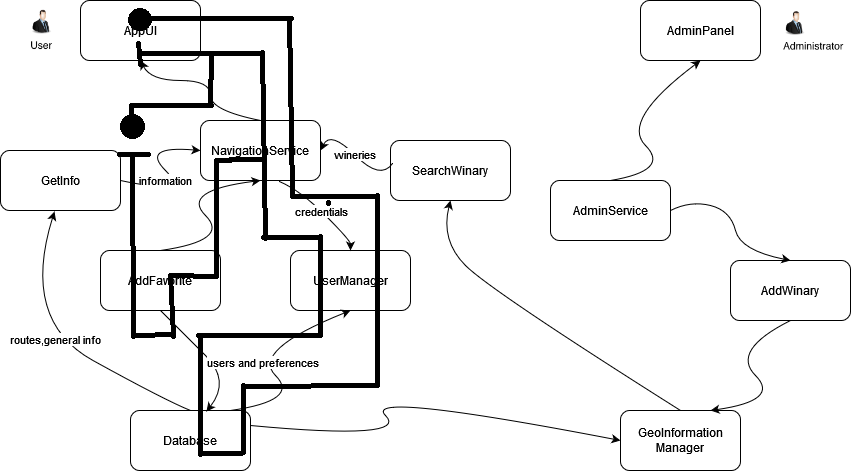 AppUI
AdminPanel
User
Administrator
NavigationService
wineries
GetInfo
information
SearchWinary
AdminService
credentials
AddFavorite
UserManager
AddWinary
routes,general info
users and preferences
Database
GeoInformation
Manager